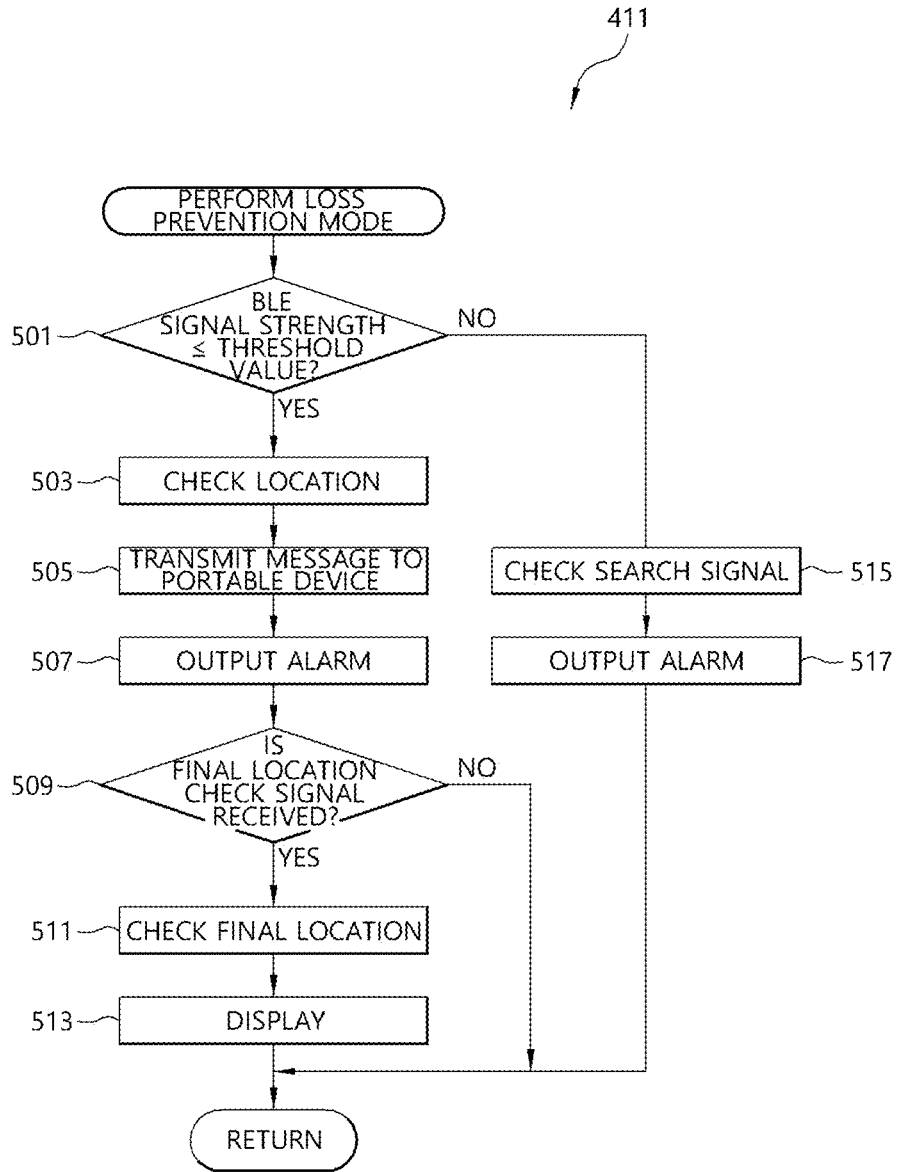 411
PERFORM LOSS
PREVENTION MODE
501
BLE
SIGNAL STRENGTH
≤ THRESHOLD
VALUE?
NO
YES
503
CHECK LOCATION
505
TRANSMIT MESSAGE TO
PORTABLE DEVICE
CHECK SEARCH SIGNAL
515
507
OUTPUT ALARM
OUTPUT ALARM
517
509
IS
FINAL LOCATION
CHECK SIGNAL
RECEIVED?
NO
YES
511
CHECK FINAL LOCATION
513
DISPLAY
RETURN